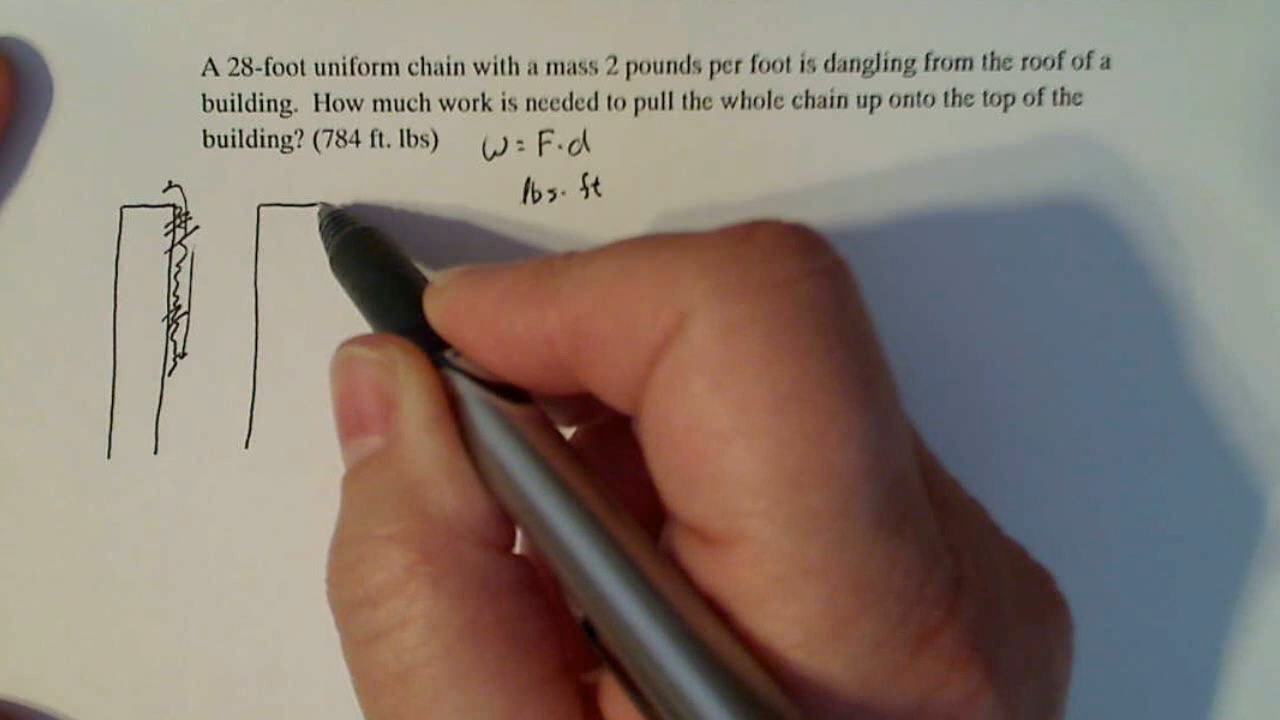 A 28-foot uniform chain with a mass 2 pounds per foot is dangling from the roof of a
building. How much work is needed to pull the whole chain up onto the top of the
building? (784 ft. lbs) W = F · d
lbs. ft